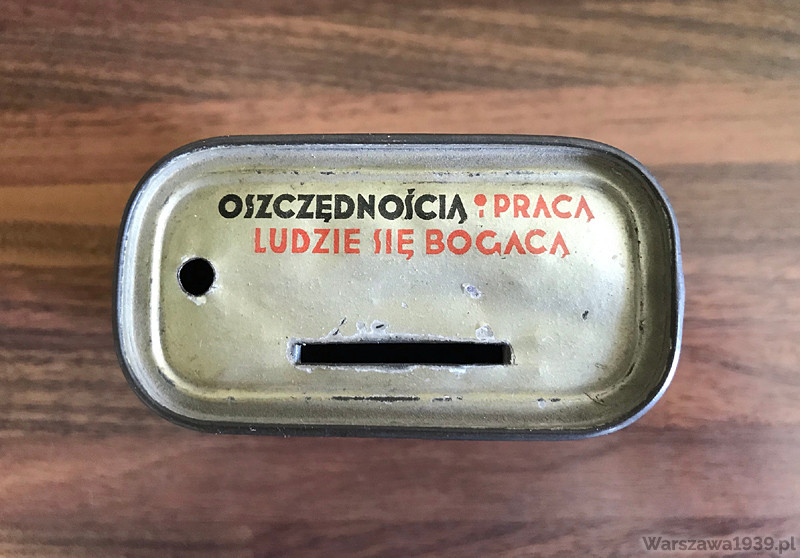 OSZCZĘDNOŚCIĄ i PRACĄ
LUDZIE SIĘ BOGACĄ
Warszawa1939.pl